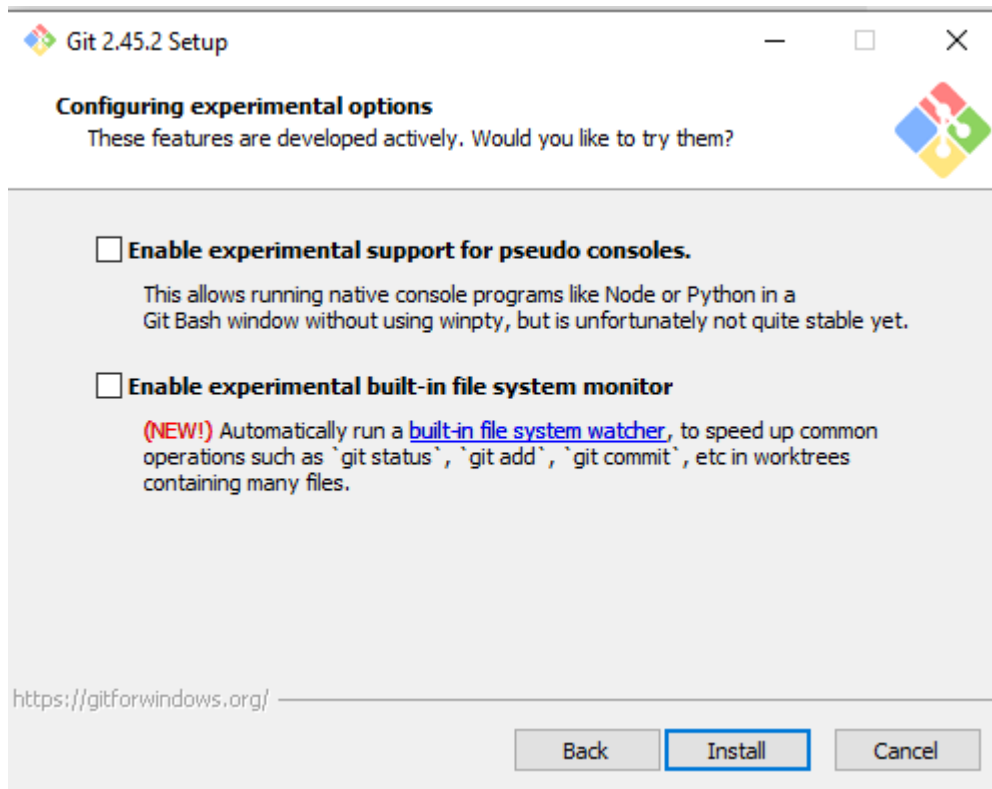 Git 2.45.2 Setup
Configuring experimental options
These features are developed actively. Would you like to try them?
Enable experimental support for pseudo consoles.
This allows running native console programs like Node or Python in a
Git Bash window without using winpty, but is unfortunately not quite stable yet.
Enable experimental built-in file system monitor
(NEW!) Automatically run a built-in file system watcher, to speed up common
operations such as `git status`, `git add`, `git commit`, etc in worktrees
containing many files.
https://gitforwindows.org/
Back Install Cancel